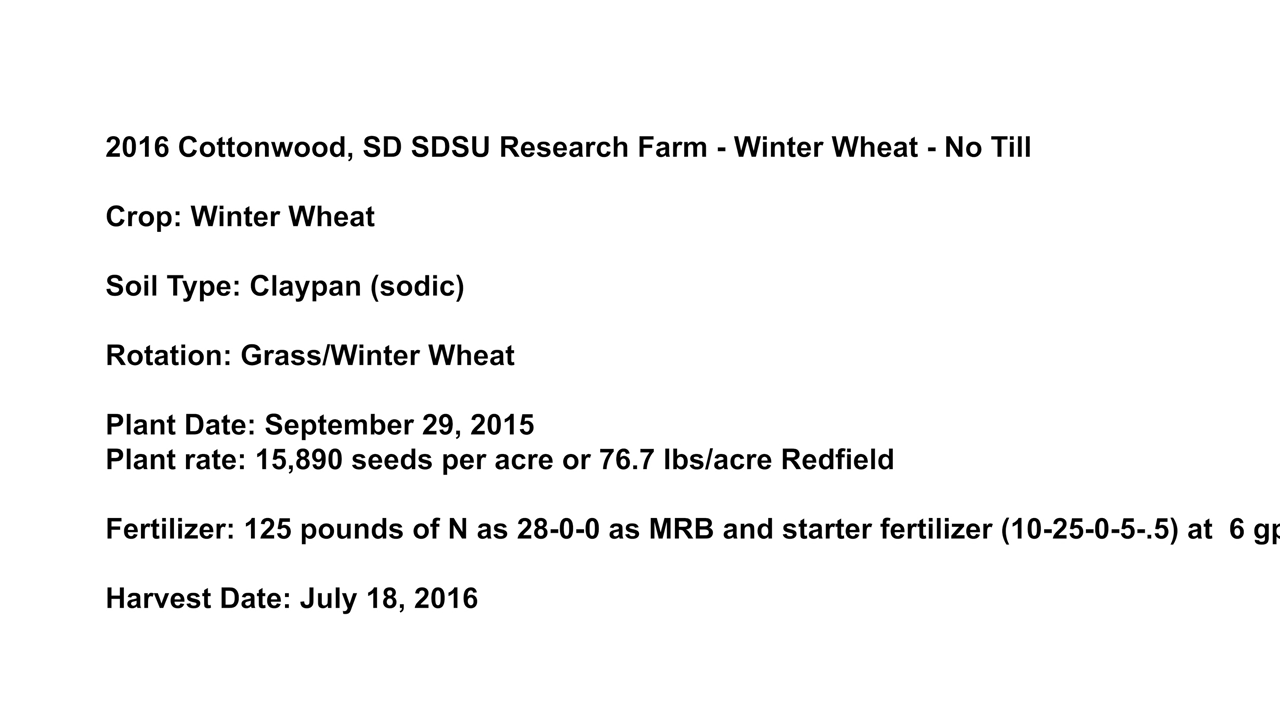 2016 Cottonwood, SD SDSU Research Farm - Winter Wheat - No Till
Crop: Winter Wheat
Soil Type: Claypan (sodic)
Rotation: Grass/Winter Wheat
Plant Date: September 29, 2015
Plant rate: 15,890 seeds per acre or 76.7 lbs/acre Redfield
Fertilizer: 125 pounds of N as 28-0-0 as MRB and starter fertilizer (10-25-0-5-.5) at  6
Harvest Date: July 18, 2016